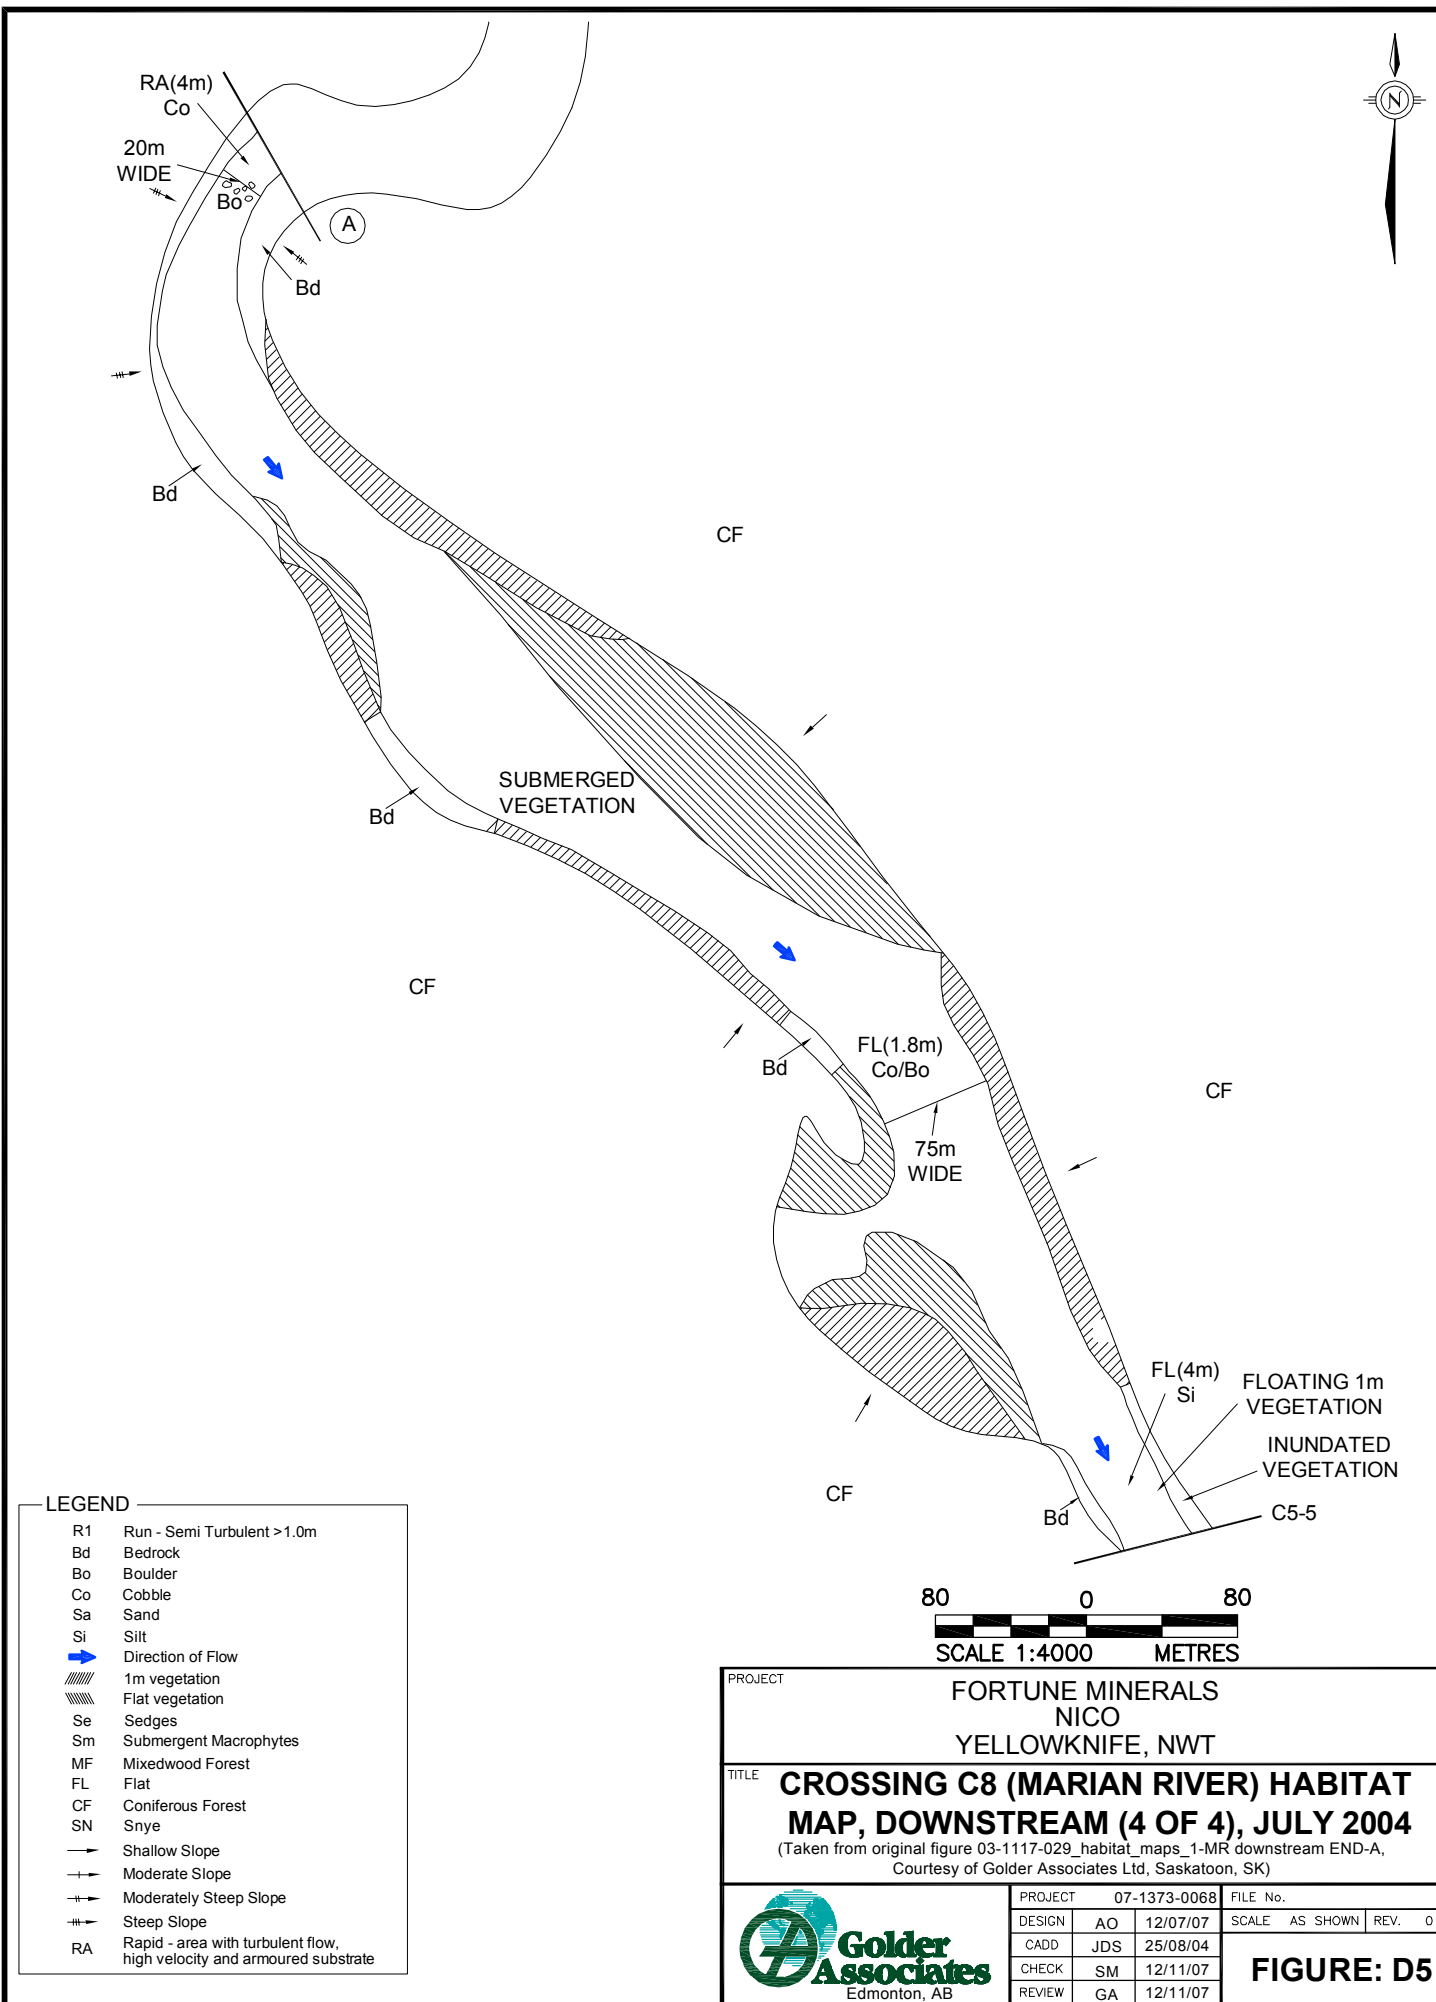 RA(4m)
Co
20m
WIDE
Bo
A
N
Bd
Bd
CF
SUBMERGED
VEGETATION
Bd
CF
FL(1.8m)
Co/Bo
Bd
CF
75m
WIDE
FL(4m)
Si
FLOATING 1m
VEGETATION
INUNDATED
VEGETATION
CF
Bd
C5-5
LEGEND
R1 Run - Semi Turbulent >1.0m
Bd Bedrock
Bo Boulder
Co Cobble
Sa Sand
Si Silt
Direction of Flow
1m vegetation
Flat vegetation
Se Sedges
Sm Submergent Macrophytes
MF Mixedwood Forest
FL Flat
CF Coniferous Forest
SN Snye
Shallow Slope
Moderate Slope
Moderately Steep Slope
Steep Slope
RA Rapid - area with turbulent flow,
high velocity and armoured substrate
80 0 80
SCALE 1:4000 METRES
PROJECT
FORTUNE MINERALS
NICO
YELLOWKNIFE, NWT
TITLE
CROSSING C8 (MARIAN RIVER) HABITAT
MAP, DOWNSTREAM (4 OF 4), JULY 2004
(Taken from original figure 03-1117-029_habitat_maps_1-MR downstream END-A,
Courtesy of Golder Associates Ltd, Saskatoon, SK)
Golder
Associates
Edmonton, AB
PROJECT 07-1373-0068 FILE No.
DESIGN AO 12/07/07 SCALE AS SHOWN REV. 0
CADD JDS 25/08/04
CHECK SM 12/11/07
REVIEW GA 12/11/07
FIGURE: D5